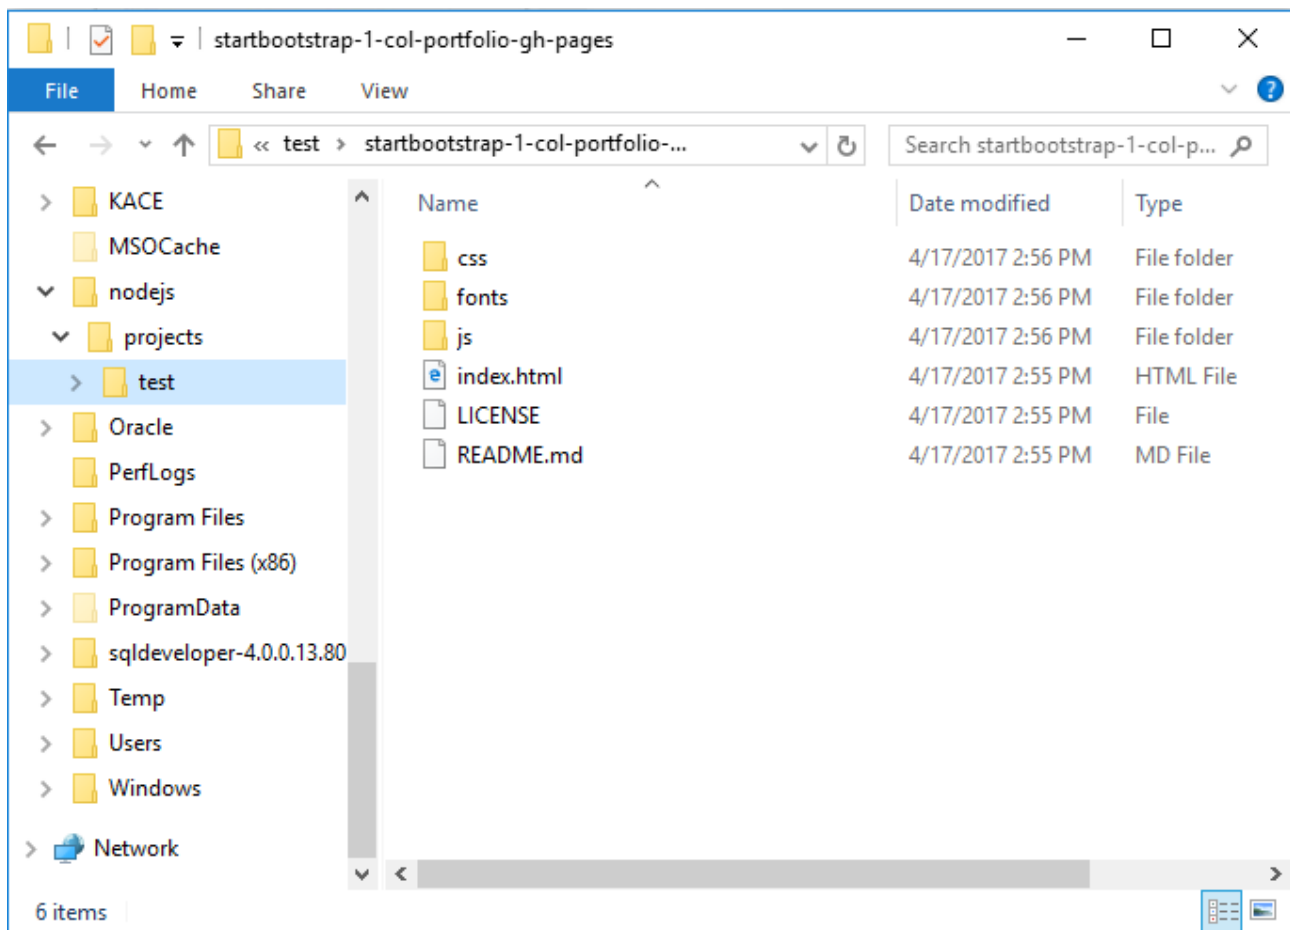 startbootstrap-1-col-portfolio-gh-pages
File Home Share View ?
« test > startbootstrap-1-col-portfolio-... Search startbootstrap-1-col-p...
KACE
MSOCache
nodejs
projects
test
Oracle
PerfLogs
Program Files
Program Files (x86)
ProgramData
sqldeveloper-4.0.0.13.80
Temp
Users
Windows
Network
Name Date modified Type
css 4/17/2017 2:56 PM File folder
fonts 4/17/2017 2:56 PM File folder
js 4/17/2017 2:56 PM File folder
index.html 4/17/2017 2:55 PM HTML File
LICENSE 4/17/2017 2:55 PM File
README.md 4/17/2017 2:55 PM MD File
6 items